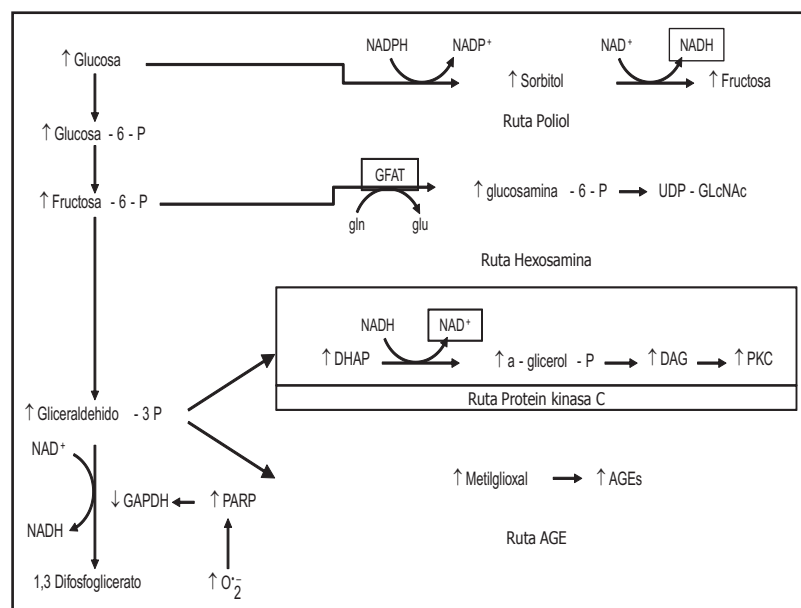 NADPH NADP+ NAD+ NADH
↑ Glucosa
↑ Sorbitol ↑ Fructosa
Ruta Poliol
↑ Glucosa - 6 - P
GFAT
↑ Fructosa - 6 - P
↑ glucosamina - 6 - P UDP - GLcNAc
gln glu
Ruta Hexosamina
NADH NAD+
↑ DHAP ↑ a - glicerol - P ↑ DAG ↑ PKC
Ruta Protein kinasa C
↑ Gliceraldehido - 3 P
NAD+
↑ Metilglioxal ↑ AGEs
↓ GAPDH ↑ PARP
NADH
Ruta AGE
1,3 Difosfoglicerato ↑ O•−2